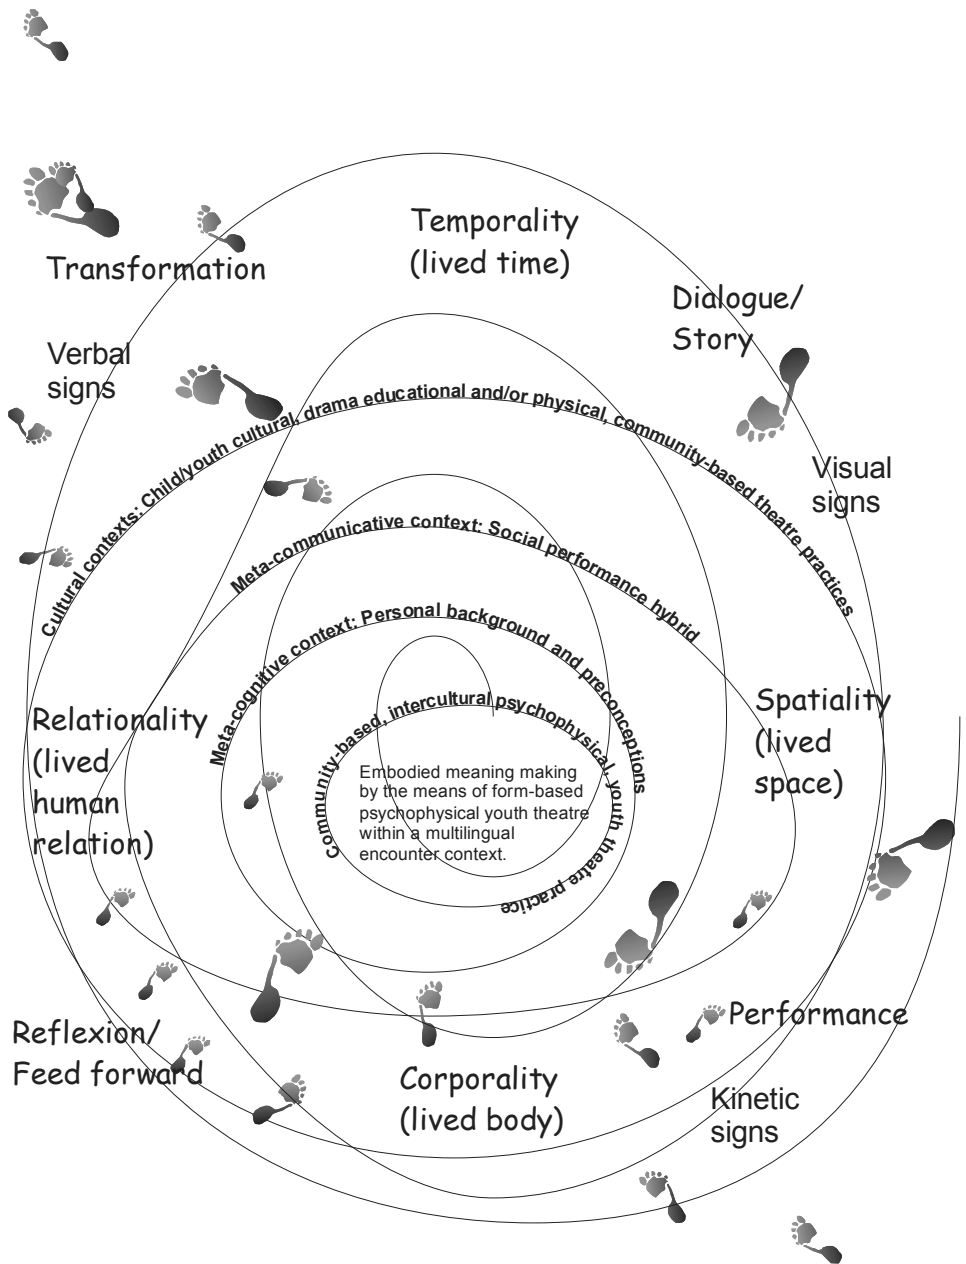 Temporality
(lived time)
Transformation
Dialogue/
Story
Verbal
signs
Cultural contexts: Child/youth cultural, drama educational and/or physical, community-based theatre practices
Visual
signs
Meta-communicative context: Social performance hybrid
Meta-cognitive context: Personal background and preconceptions
Community-based, intercultural psychophysical, youth theatre practice
Relationality
(lived
human
relation)
Spatiality
(lived
space)
Embodied meaning making
by the means of form-based
psychophysical youth theatre
within a multilingual
encounter context.
Reflexion/
Feed forward
Performance
Corporality
(lived body)
Kinetic
signs